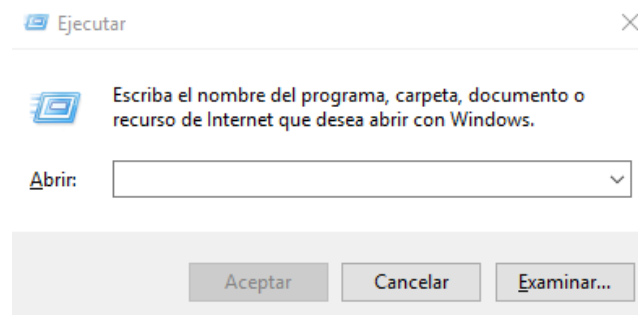 Ejecutar
Escriba el nombre del programa, carpeta, documento o
recurso de Internet que desea abrir con Windows.
Abrir:
Aceptar Cancelar Examinar...